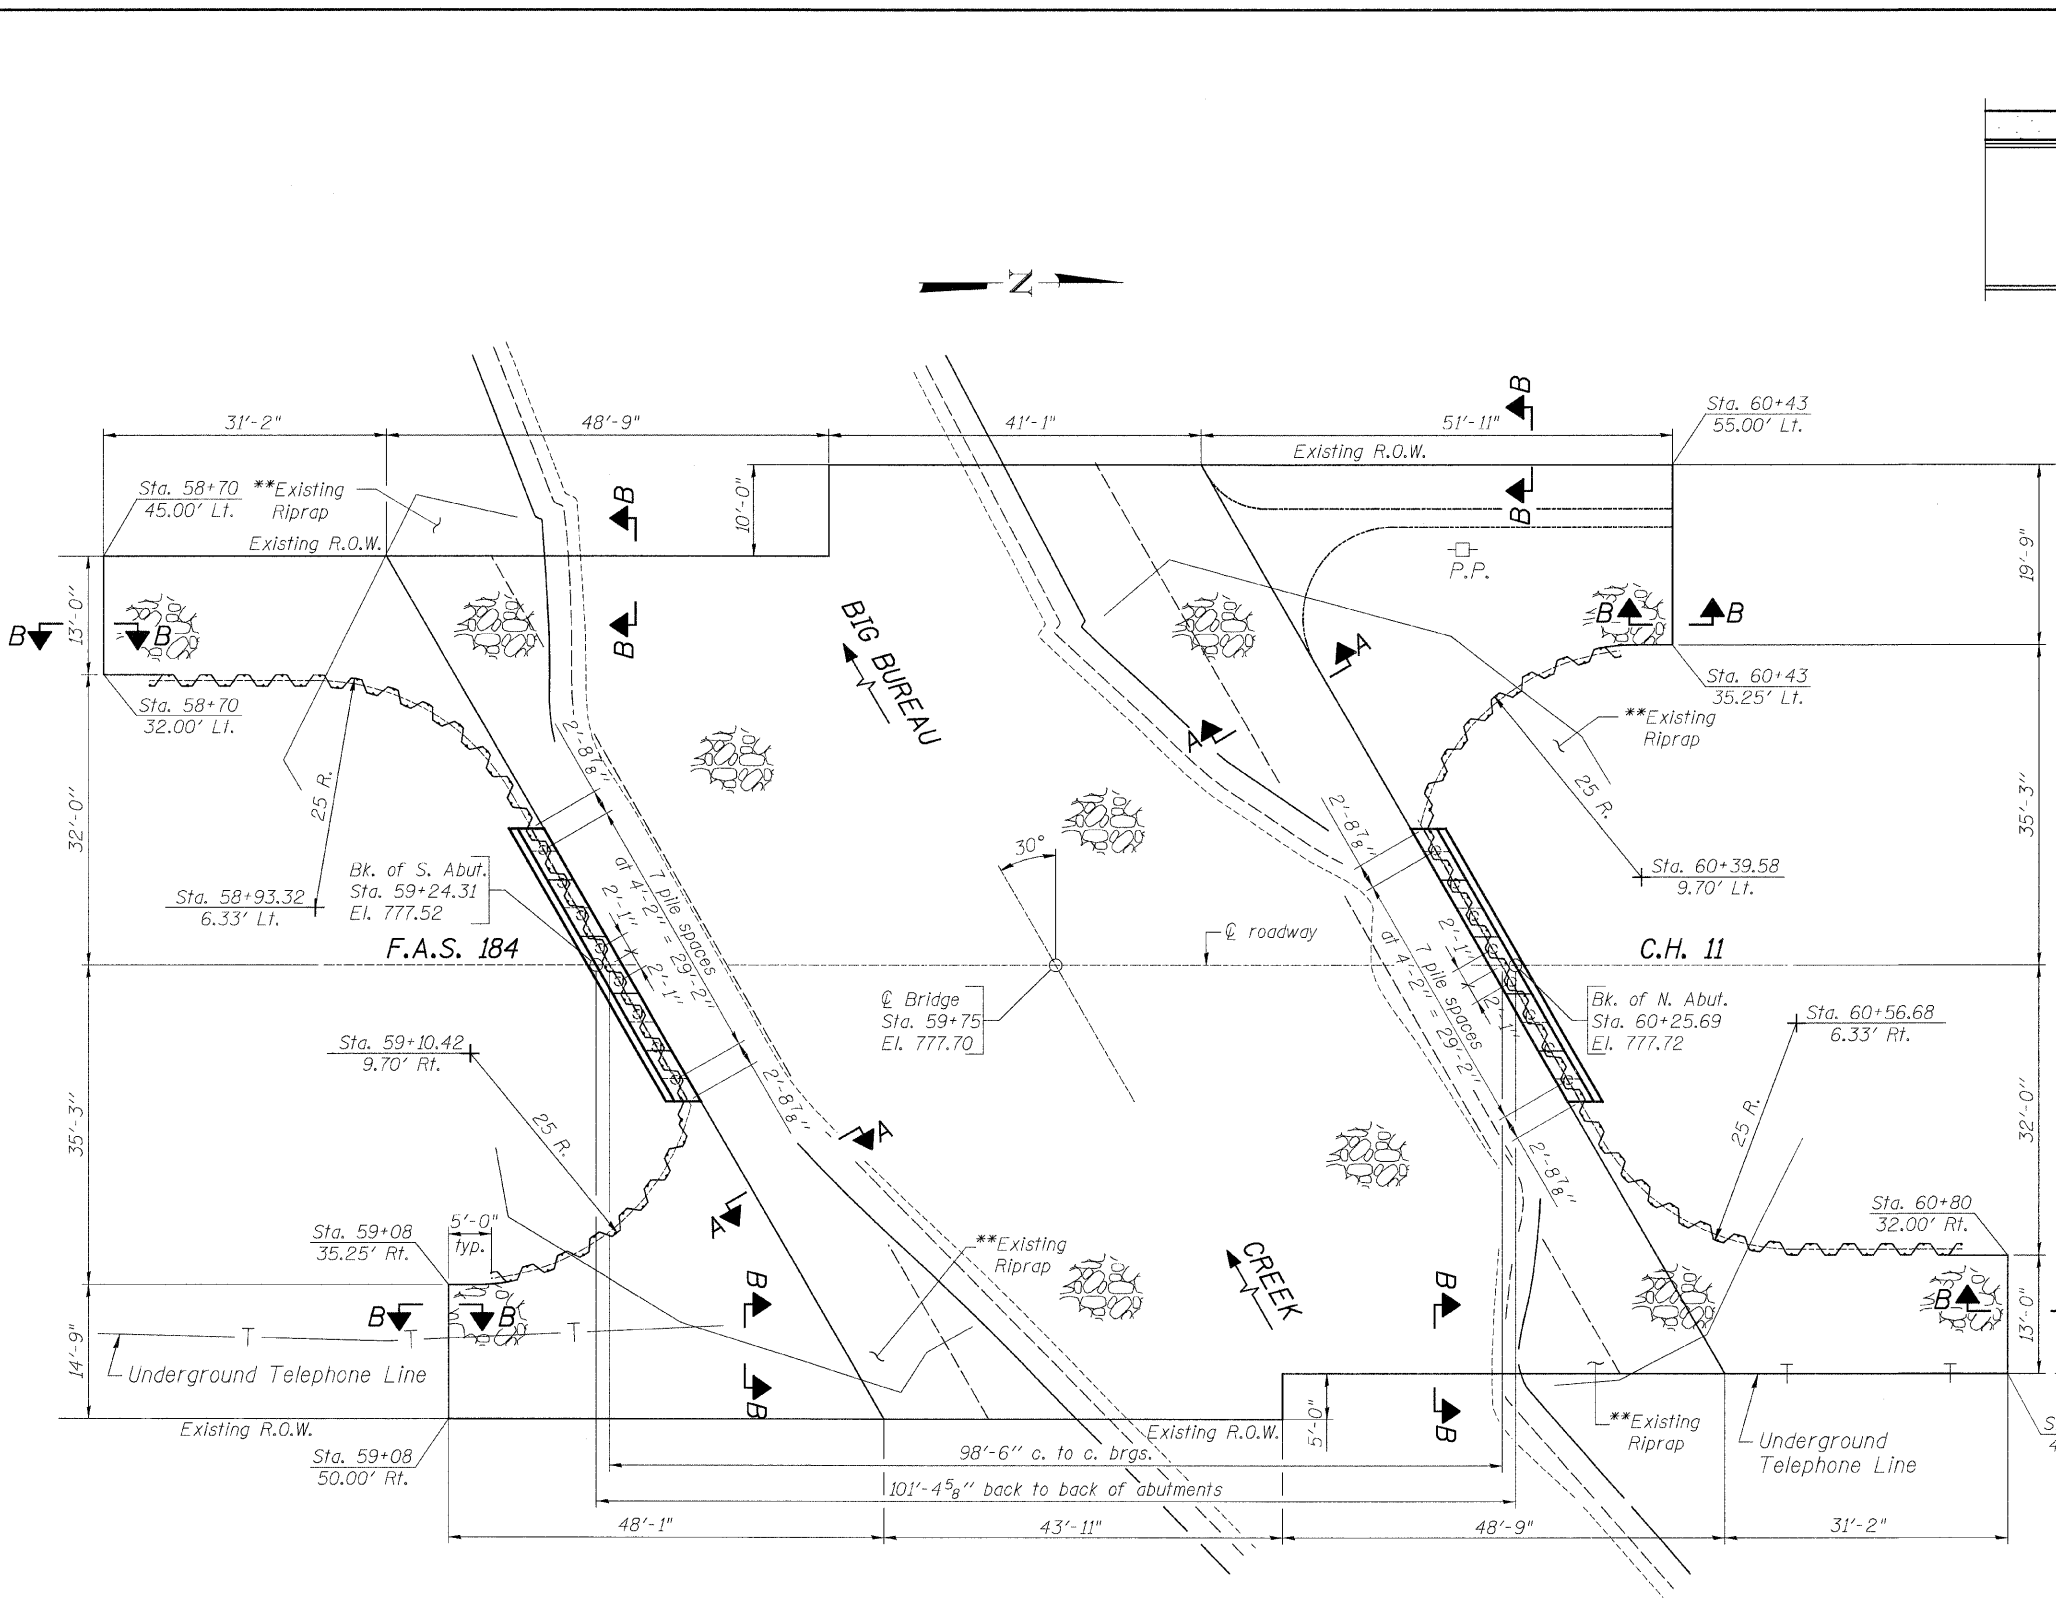 N
31'-2"
48'-9"
41'-1"
51'-11"
B
Sta. 60+43
55.00' Lt.
Existing R.O.W.
Sta. 58+70
45.00' Lt.
**Existing
Riprap
B
10'-0"
B
Existing R.O.W.
P.P.
19'-9"
13'-0"
B
B
B
B
B
BIG BUREAU
A
Sta. 60+43
35.25' Lt.
Sta. 58+70
32.00' Lt.
**Existing
Riprap
A
2'-8⅞"
25 R.
25 R.
32'-0"
35'-3"
2'-8⅞"
30°
Bk. of S. Abut.
Sta. 59+24.31
El. 777.52
7 pile spaces
at 4'-2" = 29'-2"
2'-1"
2'-1"
Sta. 58+93.32
6.33' Lt.
Sta. 60+39.58
9.70' Lt.
F.A.S. 184
℄ roadway
C.H. 11
7 pile spaces
at 4'-2" = 29'-2"
2'-1"
2'-1"
℄ Bridge
Sta. 59+75
El. 777.70
Bk. of N. Abut.
Sta. 60+25.69
El. 777.72
Sta. 60+56.68
6.33' Rt.
Sta. 59+10.42
9.70' Rt.
2'-8⅞"
2'-8⅞"
35'-3"
25 R.
25 R.
32'-0"
A
A
Sta. 59+08
35.25' Rt.
5'-0"
typ.
**Existing
Riprap
CREEK
Sta. 60+80
32.00' Rt.
B
B
B
B
B
13'-0"
14'-9"
T
T
T
Underground Telephone Line
B
B
5'-0"
T
T
Existing R.O.W.
Existing R.O.W.
**Existing
Riprap
Underground
Telephone Line
S
4
Sta. 59+08
50.00' Rt.
98'-6" c. to c. brgs.
101'-4⅝" back to back of abutments
48'-1"
43'-11"
48'-9"
31'-2"